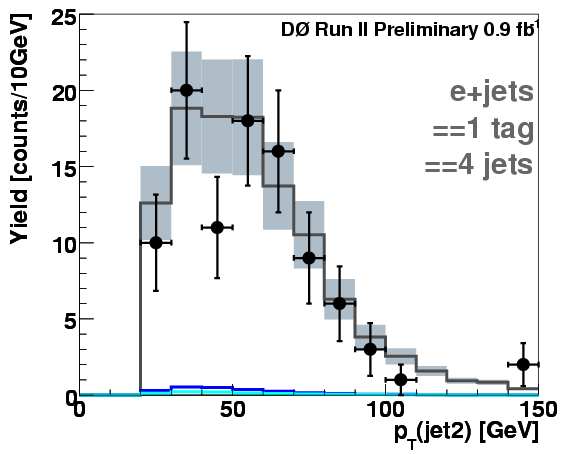 DØ Run II Preliminary 0.9 fb⁻¹
e+jets
==1 tag
==4 jets
Yield [counts/10GeV]
25
20
15
10
5
0
0 50 100 150
p_T(jet2) [GeV]